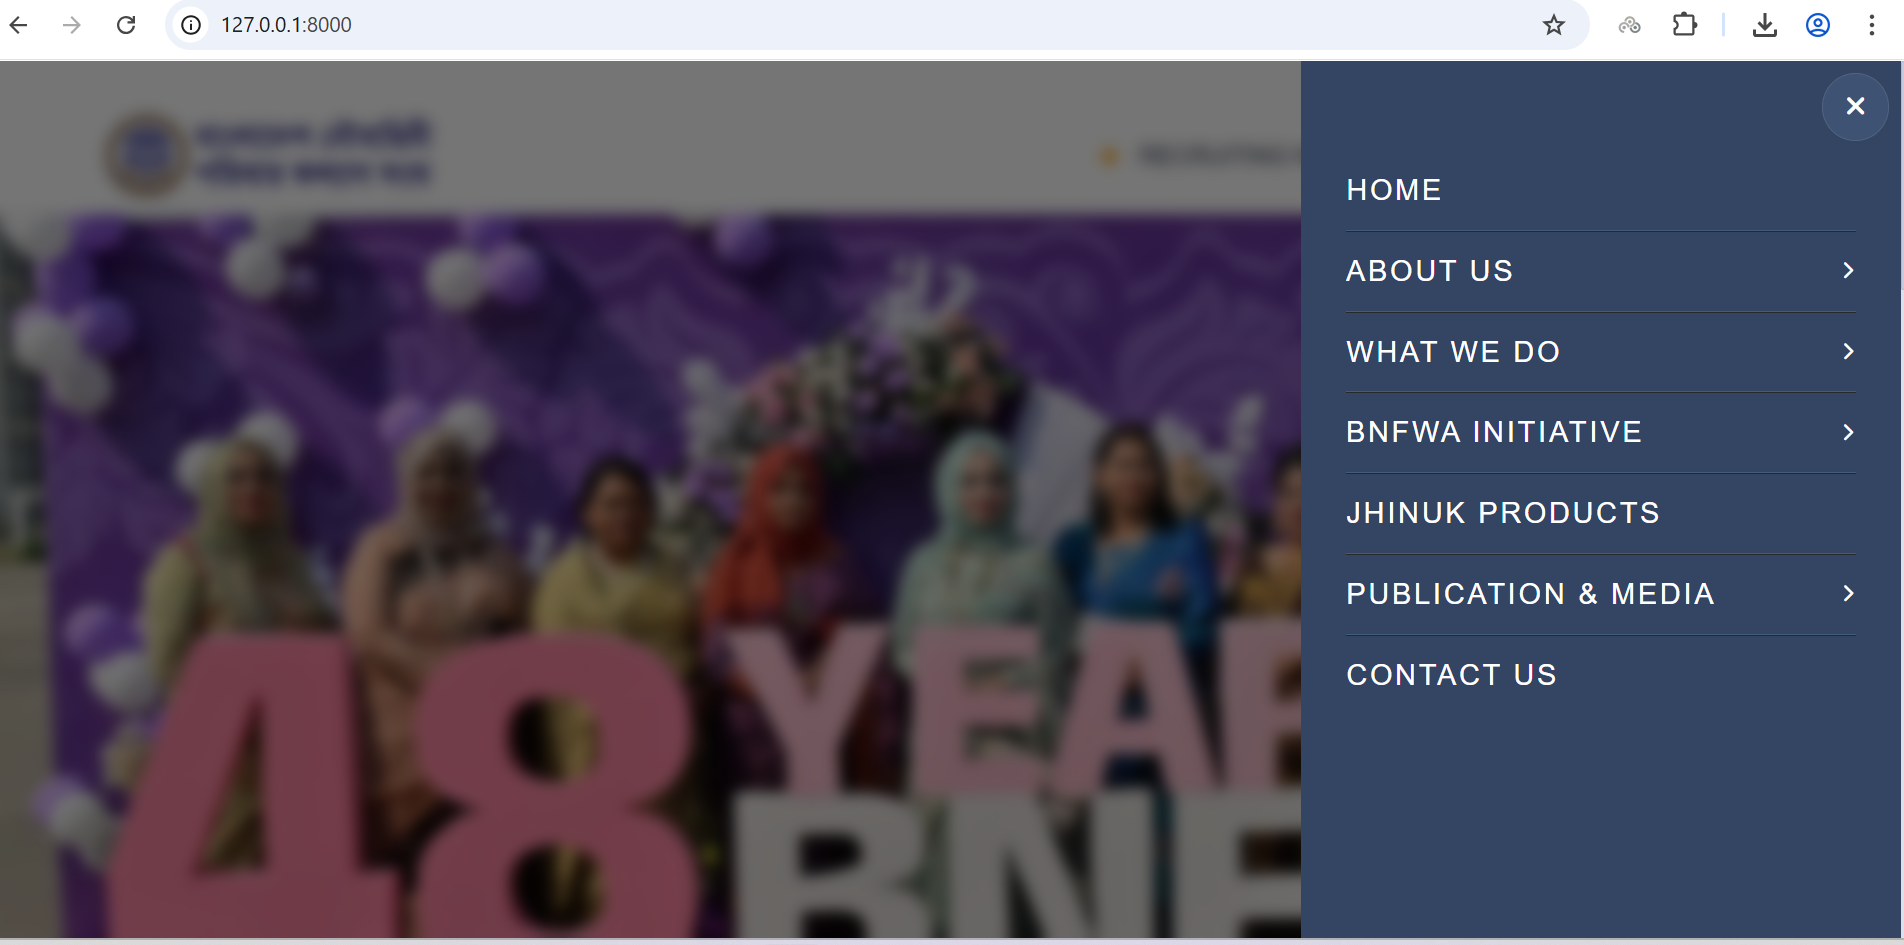 127.0.0.1:8000
HOME
ABOUT US
WHAT WE DO
BNFWA INITIATIVE
JHINUK PRODUCTS
PUBLICATION & MEDIA
CONTACT US
RECRUITING
48 YEAR
BNF